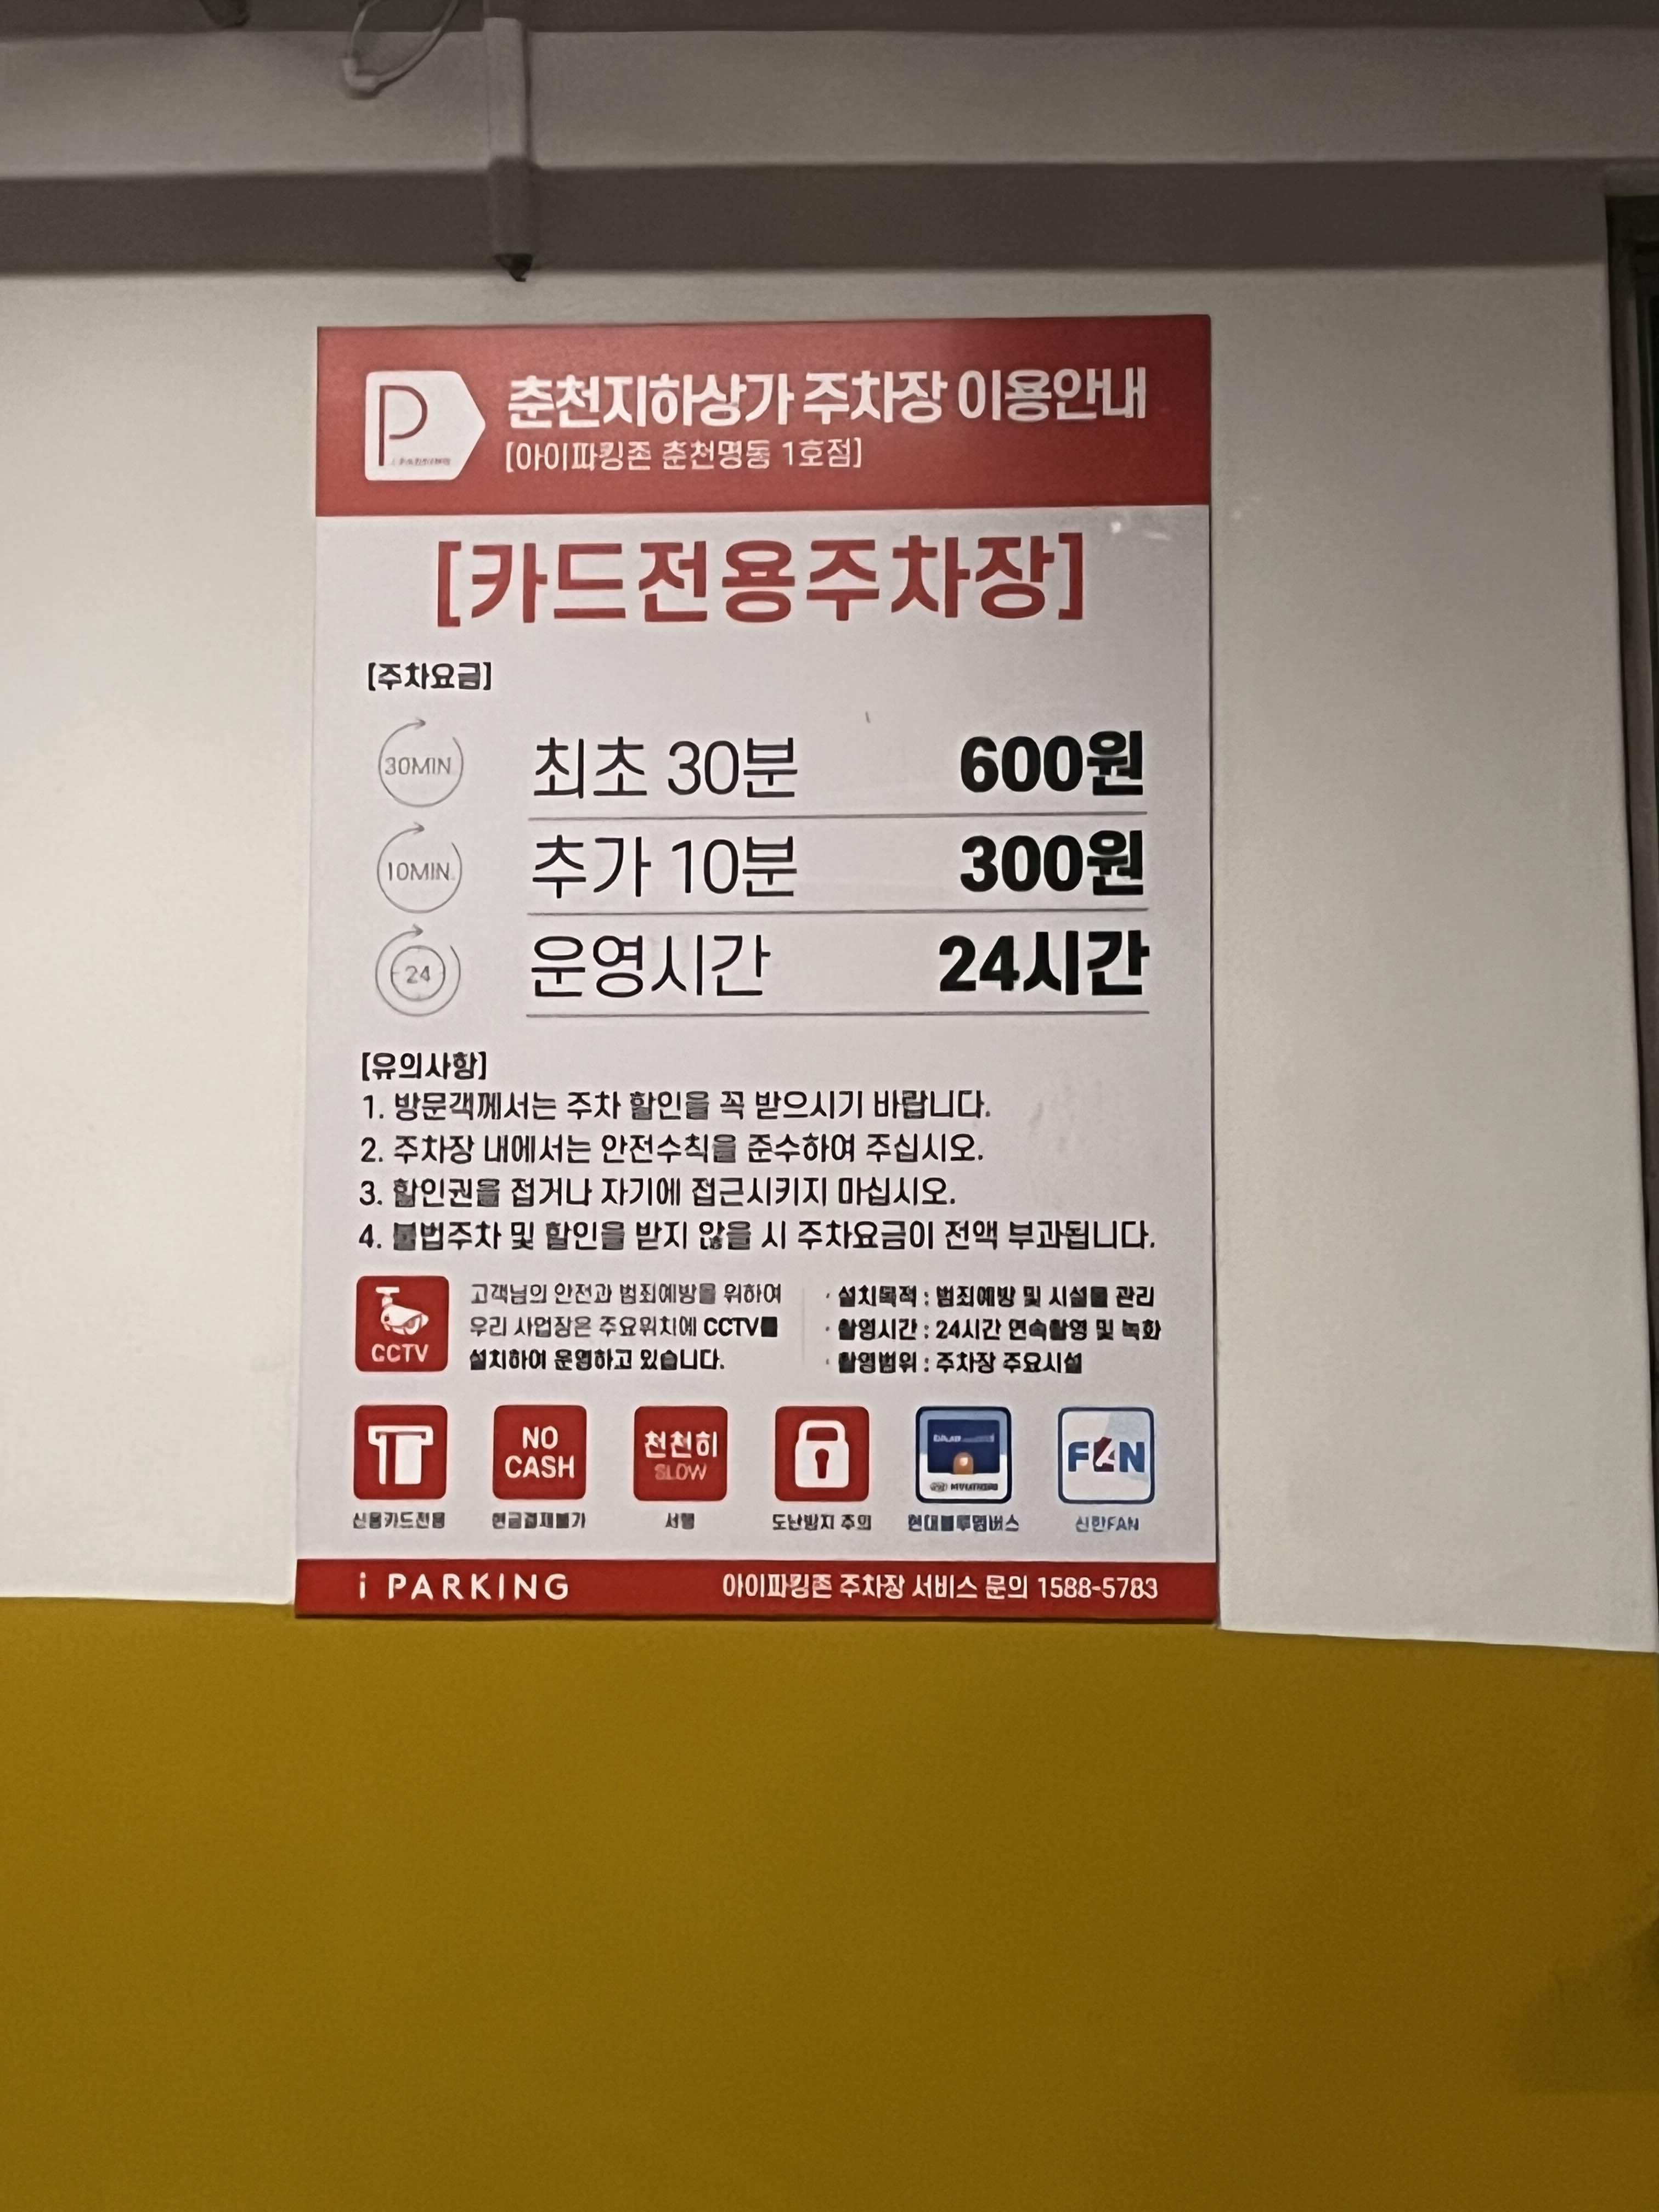 춘천지하상가 주차장 이용안내
[아이파킹존 춘천명동 1호점]
[카드전용주차장]
[주차요금]
30MIN. 최초 30분 600원
10MIN. 추가 10분 300원
24 운영시간 24시간
[유의사항]
1. 방문객께서는 주차 할인을 꼭 받으시기 바랍니다.
2. 주차장 내에서는 안전수칙을 준수하여 주십시오.
3. 할인권을 접거나 자기에 접근시키지 마십시오.
4. 불법주차 및 할인을 받지 않을 시 주차요금이 전액 부과됩니다.
CCTV
고객님의 안전과 범죄예방을 위하여
우리 사업장은 주요위치에 CCTV를
설치하여 운영하고 있습니다.
· 설치목적 : 범죄예방 및 시설물 관리
· 촬영시간 : 24시간 연속촬영 및 녹화
· 촬영범위 : 주차장 주요시설
신용카드전용
NO
CASH
현금결제불가
천천히
SLOW
서행
도난방지 주의
HYUNDAI
현대블루멤버스
FAN
신한FAN
i PARKING
아이파킹존 주차장 서비스 문의 1588-5783